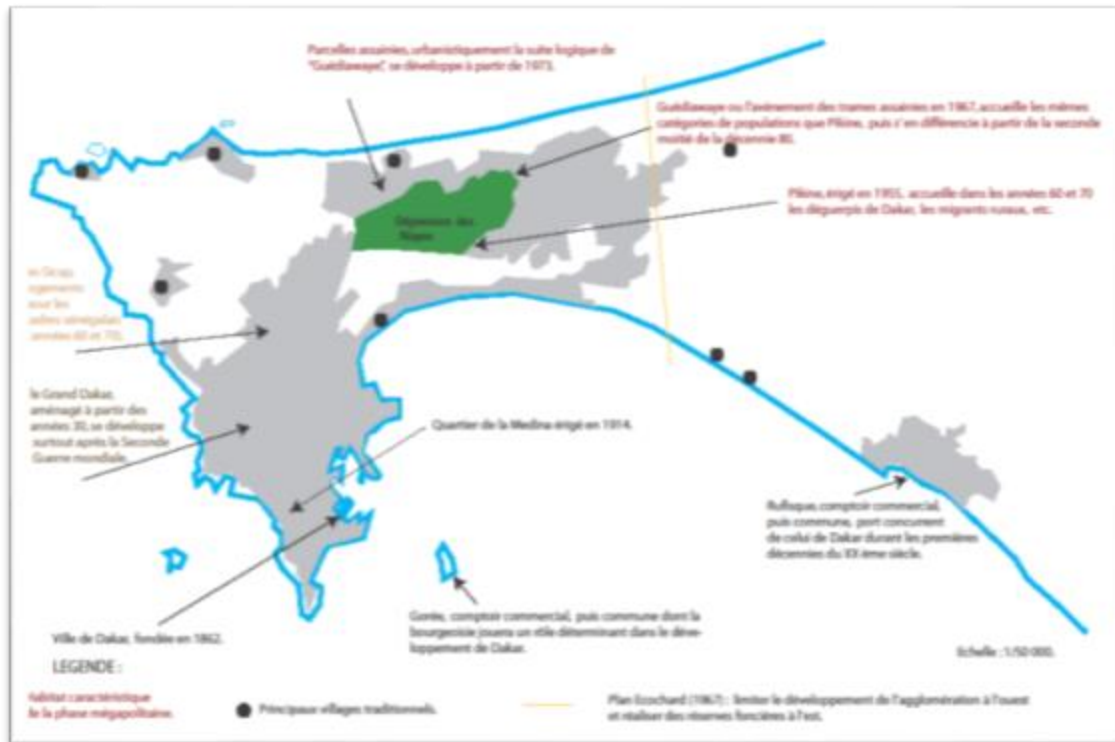 Parcelles assainies, urbanistiquement la suite logique de
"Guédiawaye", se développe à partir de 1973.
Guédiawaye ou l'avènement des trames assainies en 1967, accueille les mêmes
catégories de populations que Pikine, puis s'en différencie à partir de la seconde
moitié de la décennie 80.
Pikine, érigé en 1955, accueille dans les années 60 et 70
les déguerpis de Dakar, les migrants ruraux, etc.
Dépression des
Niayes
logements
pour les
sénégalais
années 60 et 70).
le Grand Dakar,
aménagé à partir des
années 30, se développe
surtout après la Seconde
Guerre mondiale.
Quartier de la Medina érigé en 1914.
Rufisque, comptoir commercial,
puis commune, port concurrent
de celui de Dakar durant les premières
décennies du XX ème siècle.
Ville de Dakar, fondée en 1862.
Gorée, comptoir commercial, puis commune dont la
bourgeoisie jouera un rôle déterminant dans le déve-
loppement de Dakar.
Echelle : 1/50 000.
LEGENDE :
Habitat caractéristique
de la phase mégapolitaine.
Principaux villages traditionnels.
Plan Ecochard (1967) : limiter le développement de l'agglomération à l'ouest
et réaliser des réserves foncières à l'est.